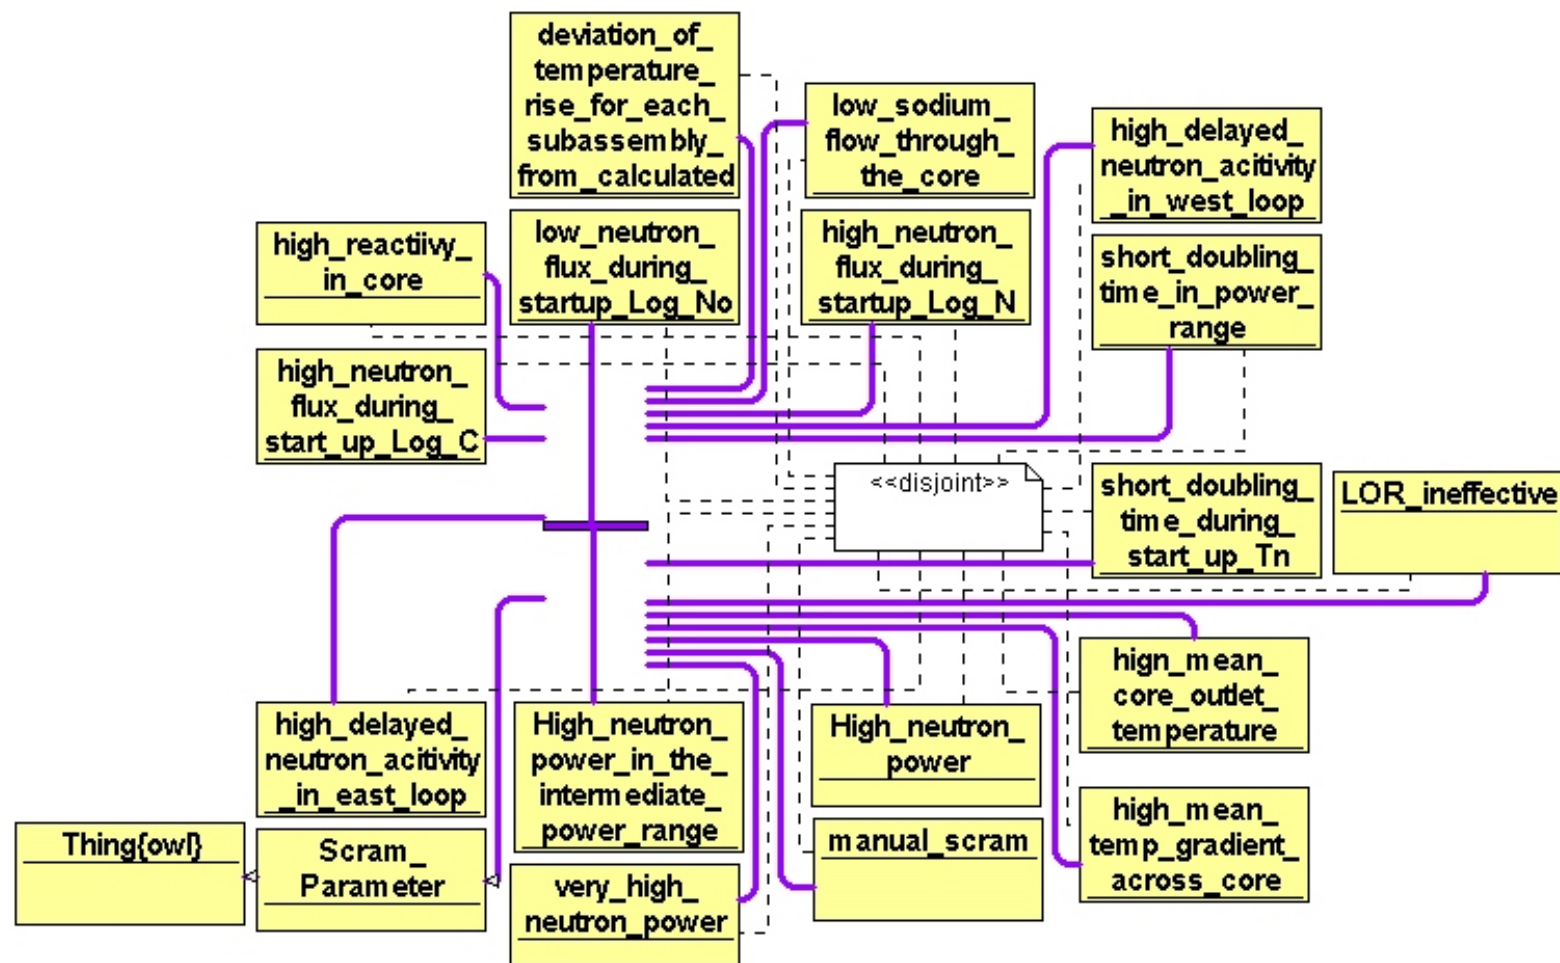 deviation_of_
temperature_
rise_for_each_
subassembly_
from_calculated
low_sodium_
flow_through_
the_core
high_delayed_
neutron_acitivity
_in_west_loop
high_reactiivy_
in_core
low_neutron_
flux_during_
startup_Log_No
high_neutron_
flux_during_
startup_Log_N
short_doubling_
time_in_power_
range
high_neutron_
flux_during_
start_up_Log_C
<<disjoint>>
short_doubling_
time_during_
start_up_Tn
LOR_ineffective
hign_mean_
core_outlet_
temperature
high_delayed_
neutron_acitivity
_in_east_loop
High_neutron_
power_in_the_
intermediate_
power_range
High_neutron_
power
high_mean_
temp_gradient_
across_core
Thing{owl}
Scram_
Parameter
manual_scram
very_high_
neutron_power